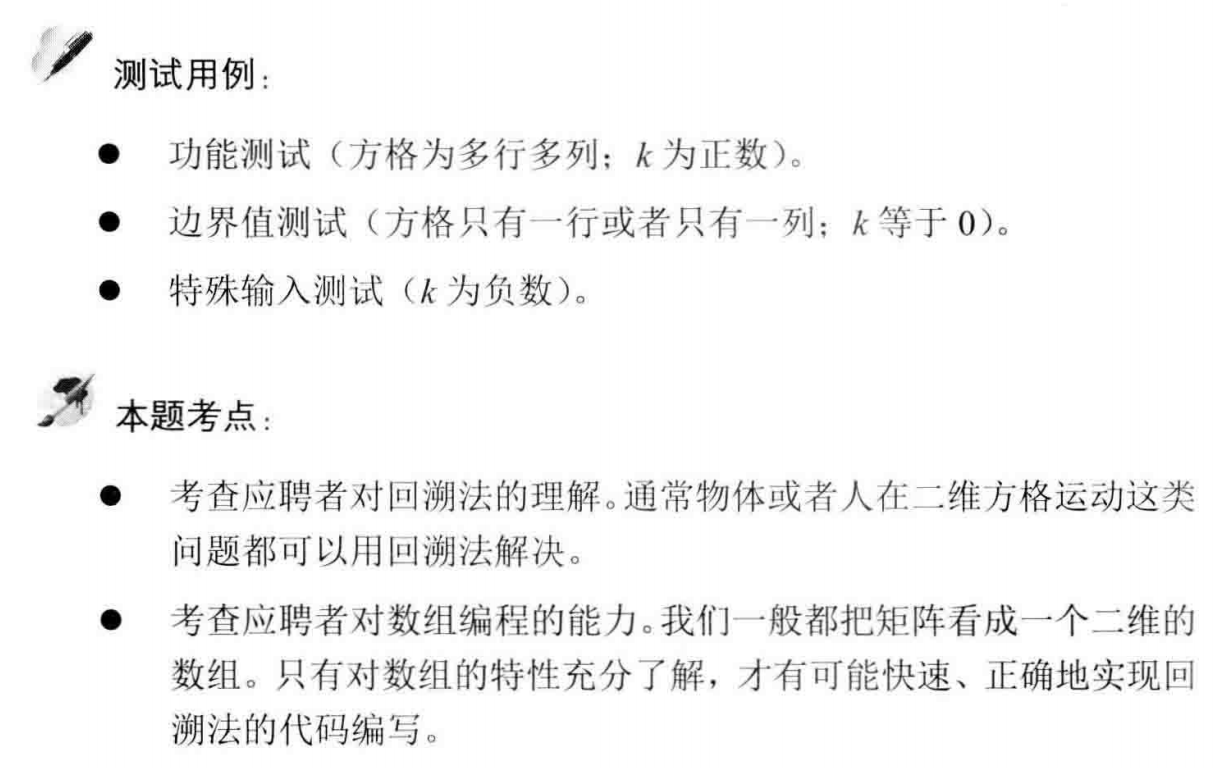 测试用例：
● 功能测试（方格为多行多列；k 为正数）。
● 边界值测试（方格只有一行或者只有一列；k 等于 0）。
● 特殊输入测试（k 为负数）。
本题考点：
● 考查应聘者对回溯法的理解。通常物体或者人在二维方格运动这类
问题都可以用回溯法解决。
● 考查应聘者对数组编程的能力。我们一般都把矩阵看成一个二维的
数组。只有对数组的特性充分了解，才有可能快速、正确地实现回
溯法的代码编写。